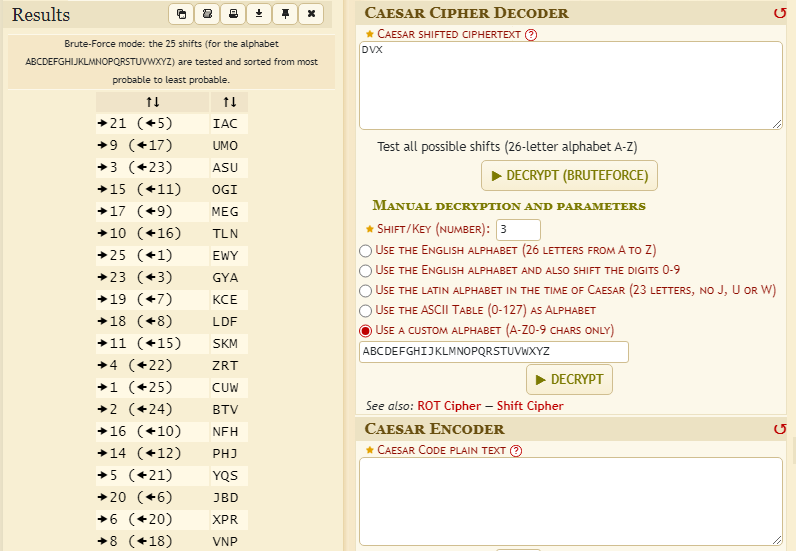 Results
Brute-Force mode: the 25 shifts (for the alphabet
ABCDEFGHIJKLMNOPQRSTUVWXYZ) are tested and sorted from most
probable to least probable.
↑↓ ↑↓
➔21 (🡰5) IAC
➔9 (🡰17) UMO
➔3 (🡰23) ASU
➔15 (🡰11) OGI
➔17 (🡰9) MEG
➔10 (🡰16) TLN
➔25 (🡰1) EWY
➔23 (🡰3) GYA
➔19 (🡰7) KCE
➔18 (🡰8) LDF
➔11 (🡰15) SKM
➔4 (🡰22) ZRT
➔1 (🡰25) CUW
➔2 (🡰24) BTV
➔16 (🡰10) NFH
➔14 (🡰12) PHJ
➔5 (🡰21) YQS
➔20 (🡰6) JBD
➔6 (🡰20) XPR
➔8 (🡰18) VNP
Caesar Cipher Decoder
★ Caesar shifted ciphertext ?
DVX
Test all possible shifts (26-letter alphabet A-Z)
▶ DECRYPT (BRUTEFORCE)
Manual decryption and parameters
★ Shift/Key (number): 3
Use the English alphabet (26 letters from A to Z)
Use the English alphabet and also shift the digits 0-9
Use the latin alphabet in the time of Caesar (23 letters, no J, U or W)
Use the ASCII Table (0-127) as Alphabet
Use a custom alphabet (A-Z0-9 chars only)
ABCDEFGHIJKLMNOPQRSTUVWXYZ
▶ DECRYPT
See also: ROT Cipher — Shift Cipher
Caesar Encoder
★ Caesar Code plain text ?